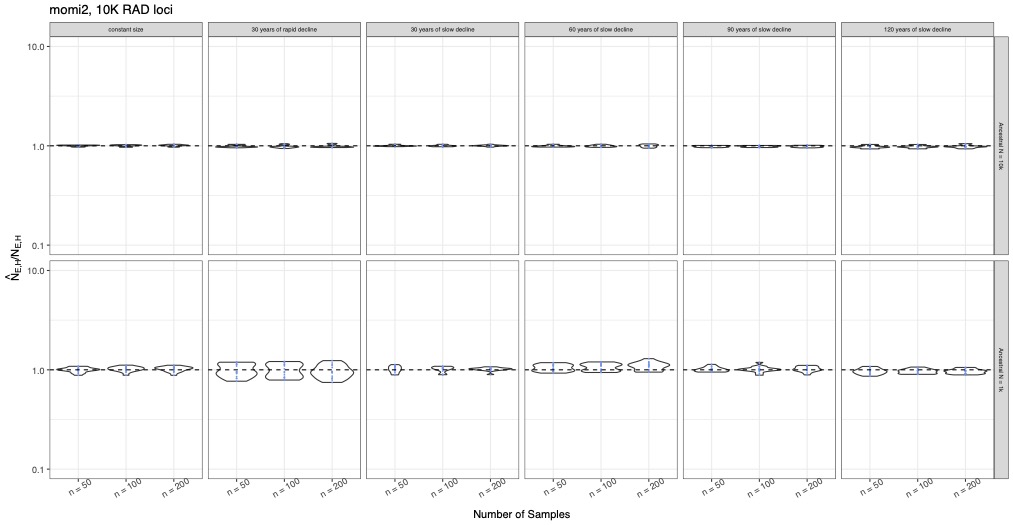 momi2, 10K RAD loci
constant size
30 years of rapid decline
30 years of slow decline
60 years of slow decline
90 years of slow decline
120 years of slow decline
10.0
1.0
0.1
Ancestral N = 10k
10.0
1.0
0.1
Ancestral N = 1k
N̂E,H/NE,H
n = 50
n = 100
n = 200
n = 50
n = 100
n = 200
n = 50
n = 100
n = 200
n = 50
n = 100
n = 200
n = 50
n = 100
n = 200
n = 50
n = 100
n = 200
Number of Samples